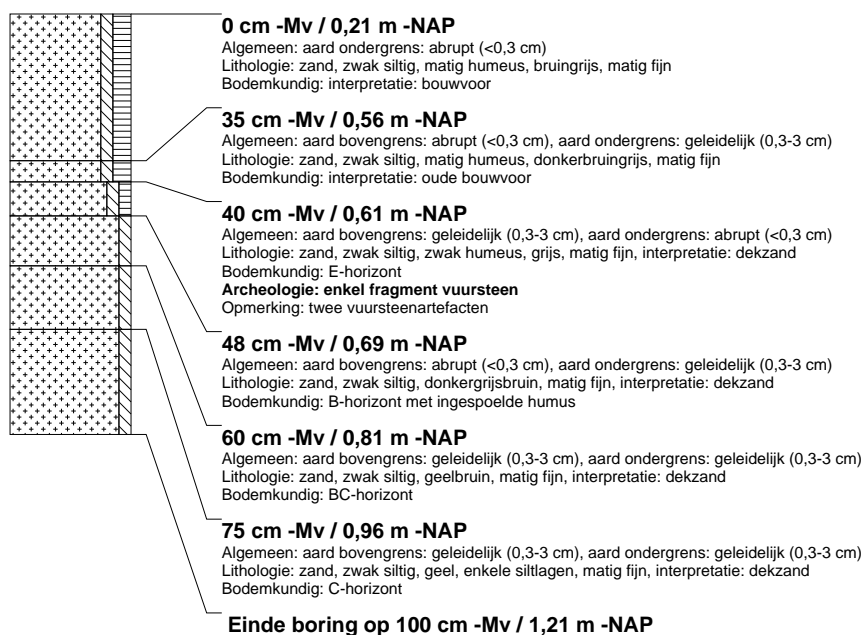 0 cm -Mv / 0,21 m -NAP
Algemeen: aard ondergrens: abrupt (<0,3 cm)
Lithologie: zand, zwak siltig, matig humeus, bruingrijs, matig fijn
Bodemkundig: interpretatie: bouwvoor
35 cm -Mv / 0,56 m -NAP
Algemeen: aard bovengrens: abrupt (<0,3 cm), aard ondergrens: geleidelijk (0,3-3 cm)
Lithologie: zand, zwak siltig, matig humeus, donkerbruingrijs, matig fijn
Bodemkundig: interpretatie: oude bouwvoor
40 cm -Mv / 0,61 m -NAP
Algemeen: aard bovengrens: geleidelijk (0,3-3 cm), aard ondergrens: abrupt (<0,3 cm)
Lithologie: zand, zwak siltig, zwak humeus, grijs, matig fijn, interpretatie: dekzand
Bodemkundig: E-horizont
Archeologie: enkel fragment vuursteen
Opmerking: twee vuursteenartefacten
48 cm -Mv / 0,69 m -NAP
Algemeen: aard bovengrens: abrupt (<0,3 cm), aard ondergrens: geleidelijk (0,3-3 cm)
Lithologie: zand, zwak siltig, donkergrijsbruin, matig fijn, interpretatie: dekzand
Bodemkundig: B-horizont met ingespoelde humus
60 cm -Mv / 0,81 m -NAP
Algemeen: aard bovengrens: geleidelijk (0,3-3 cm), aard ondergrens: geleidelijk (0,3-3 cm)
Lithologie: zand, zwak siltig, geelbruin, matig fijn, interpretatie: dekzand
Bodemkundig: BC-horizont
75 cm -Mv / 0,96 m -NAP
Algemeen: aard bovengrens: geleidelijk (0,3-3 cm), aard ondergrens: geleidelijk (0,3-3 cm)
Lithologie: zand, zwak siltig, geel, enkele siltlagen, matig fijn, interpretatie: dekzand
Bodemkundig: C-horizont
Einde boring op 100 cm -Mv / 1,21 m -NAP